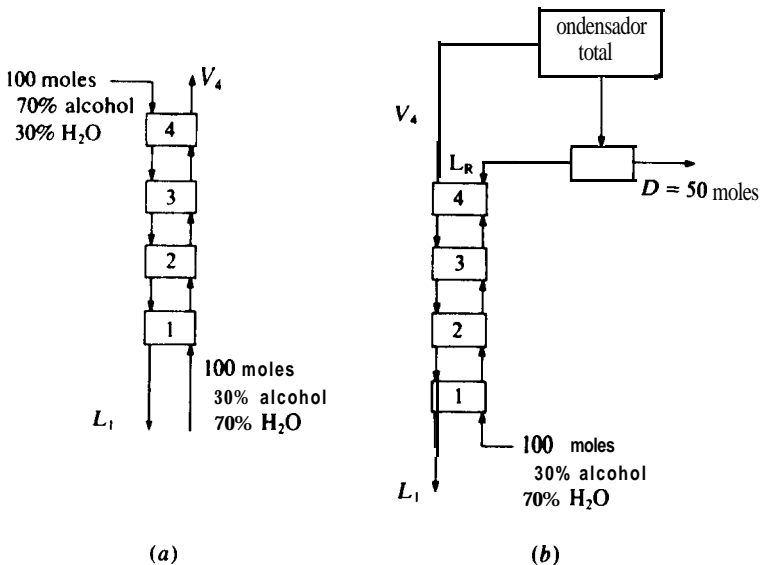 100 moles
70% alcohol
30% H₂O
V₄
4
3
2
1
100 moles
30% alcohol
70% H₂O
L₁
(a)
ondensador
total
V₄
L_R
D = 50 moles
4
3
2
1
100 moles
30% alcohol
70% H₂O
L₁
(b)